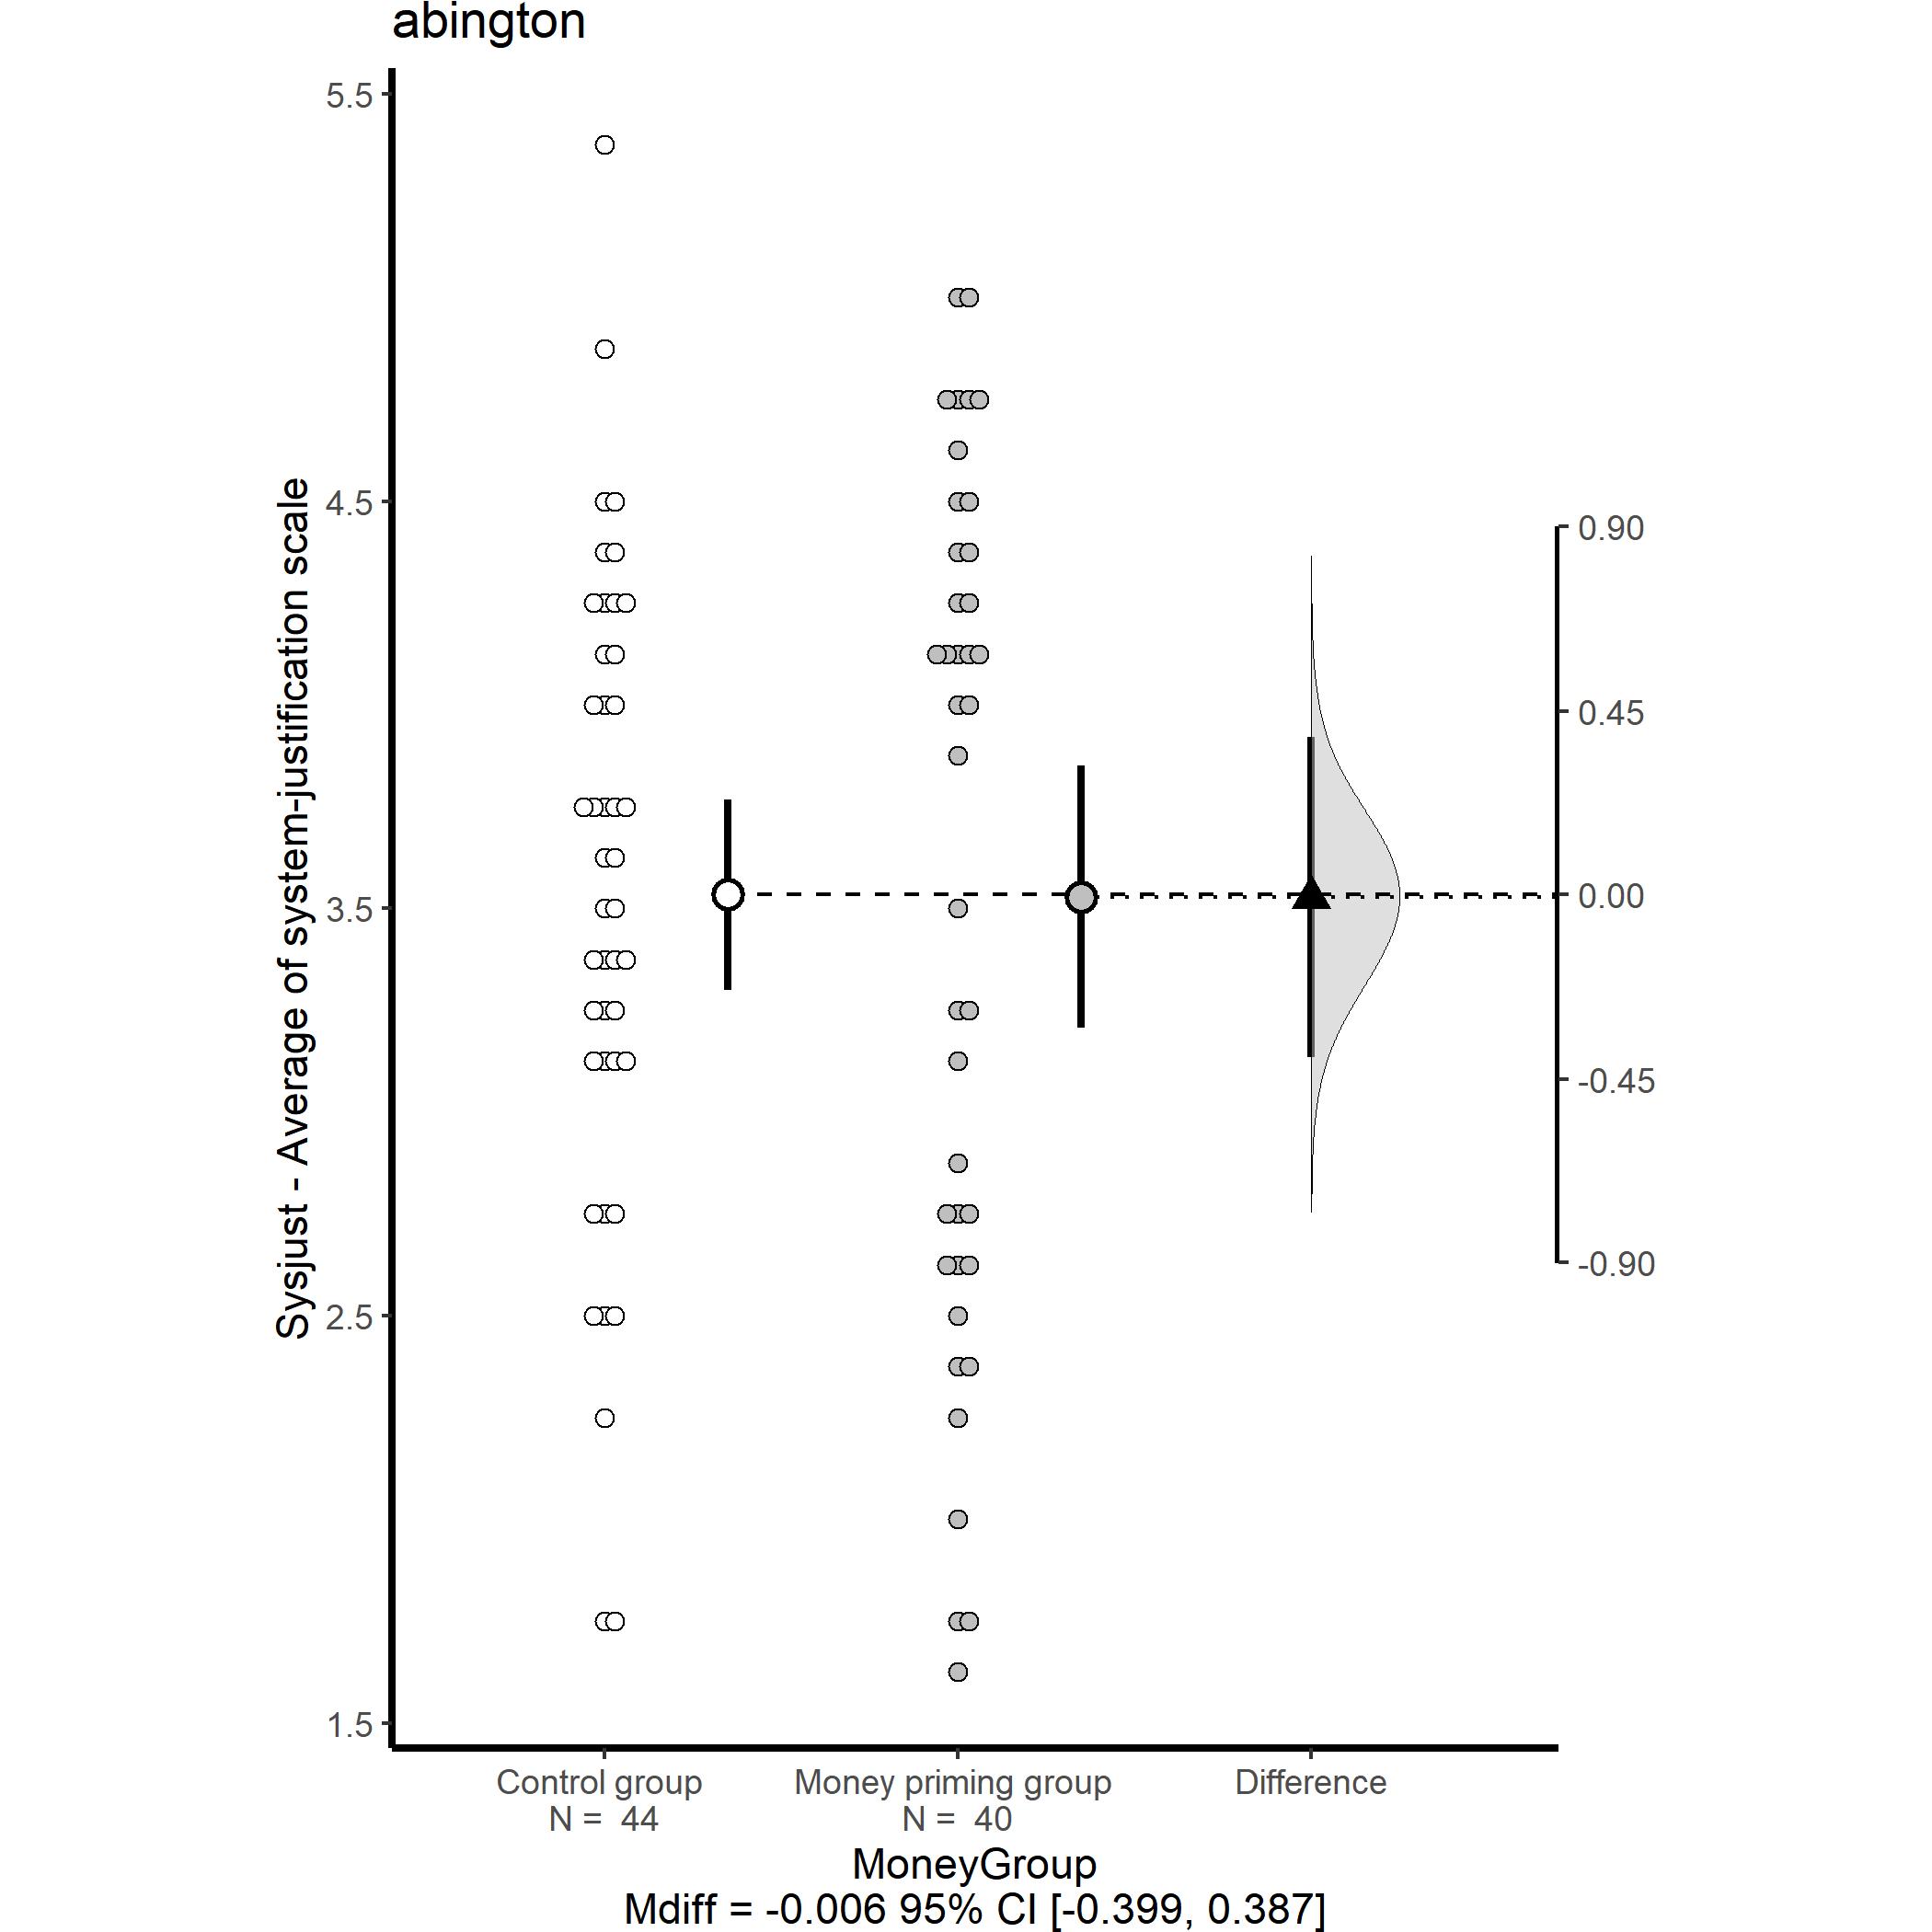 abington
Sysjust - Average of system-justification scale
5.5
4.5
3.5
2.5
1.5
0.90
0.45
0.00
-0.45
-0.90
Control group
N =  44
Money priming group
N =  40
Difference
MoneyGroup
Mdiff = -0.006 95% CI [-0.399, 0.387]